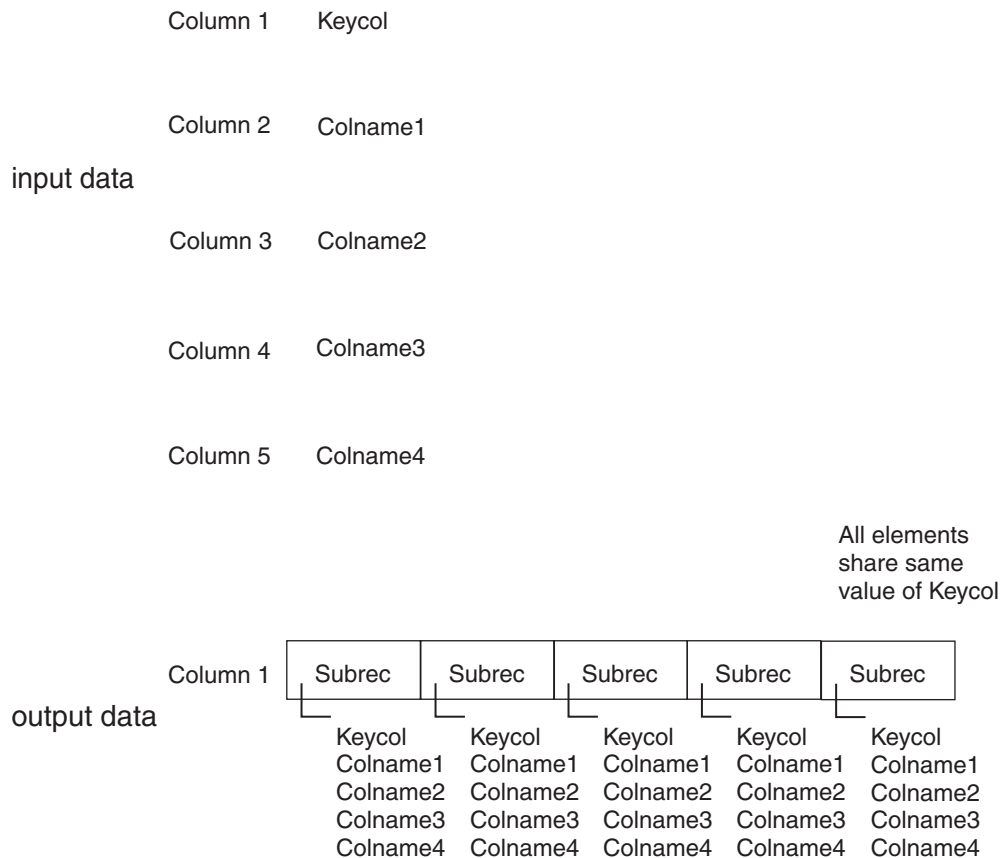 Column 1 Keycol
Column 2 Colname1
input data
Column 3 Colname2
Column 4 Colname3
Column 5 Colname4
All elements
share same
value of Keycol
Column 1 Subrec Subrec Subrec Subrec Subrec
output data
Keycol Keycol Keycol Keycol Keycol
Colname1 Colname1 Colname1 Colname1 Colname1
Colname2 Colname2 Colname2 Colname2 Colname2
Colname3 Colname3 Colname3 Colname3 Colname3
Colname4 Colname4 Colname4 Colname4 Colname4